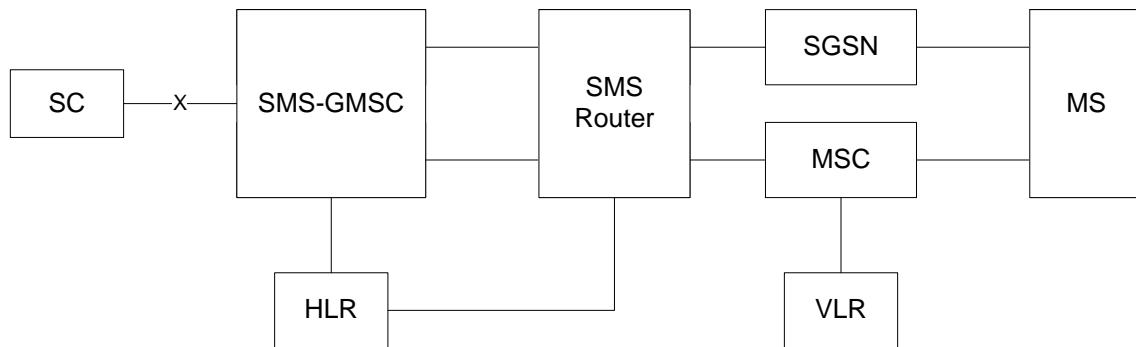 SC
X
SMS-GMSC
SMS
Router
SGSN
MSC
MS
HLR
VLR